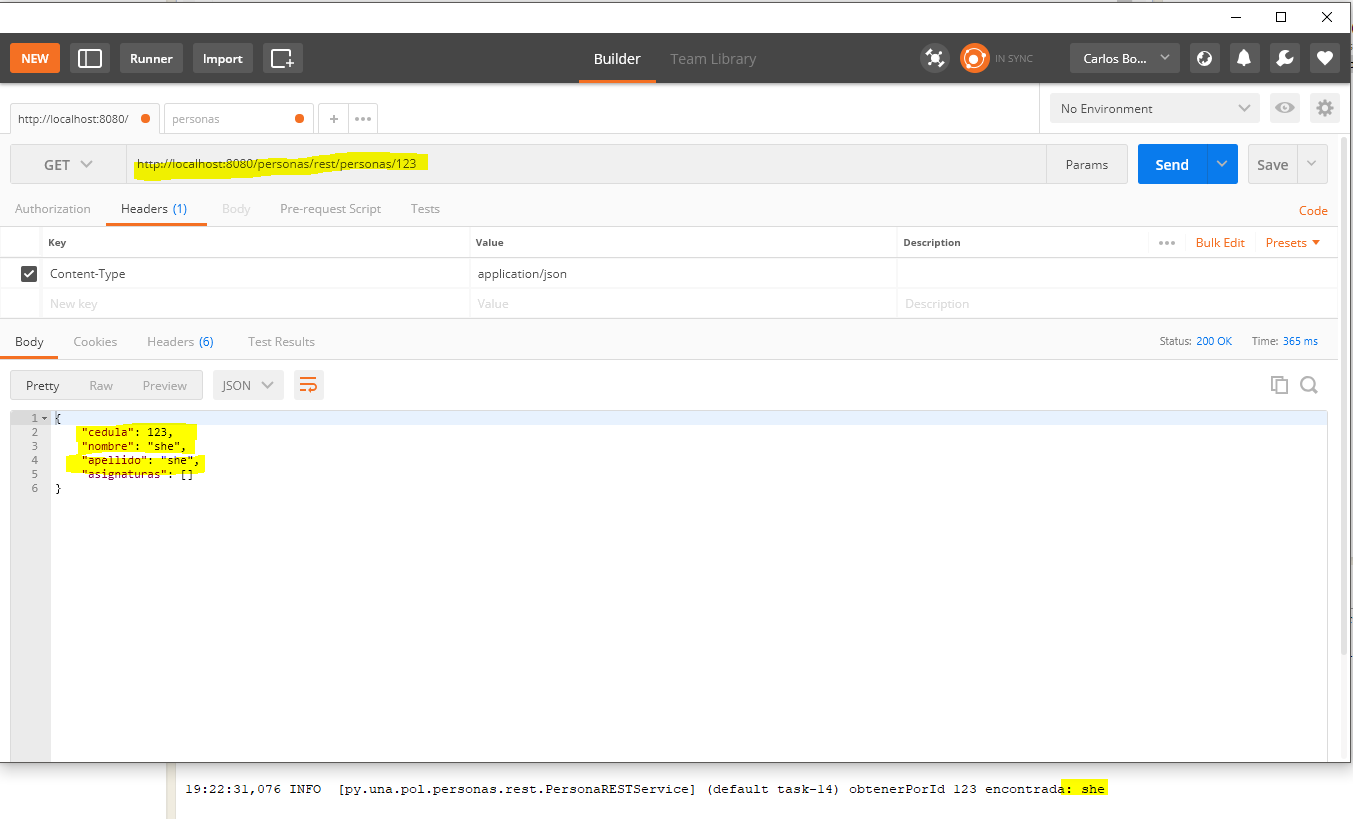 NEW Runner Import Builder Team Library IN SYNC Carlos Bo...
http://localhost:8080/ personas + ••• No Environment
GET http://localhost:8080/personas/rest/personas/123 Params Send Save
Authorization Headers (1) Body Pre-request Script Tests Code
Key Value Description ••• Bulk Edit Presets
Content-Type application/json
New key Value Description
Body Cookies Headers (6) Test Results Status: 200 OK Time: 365 ms
Pretty Raw Preview JSON
1 {
2 "cedula": 123,
3 "nombre": "she",
4 "apellido": "she",
5 "asignaturas": []
6 }
19:22:31,076 INFO [py.una.pol.personas.rest.PersonaRESTService] (default task-14) obtenerPorId 123 encontrada: she